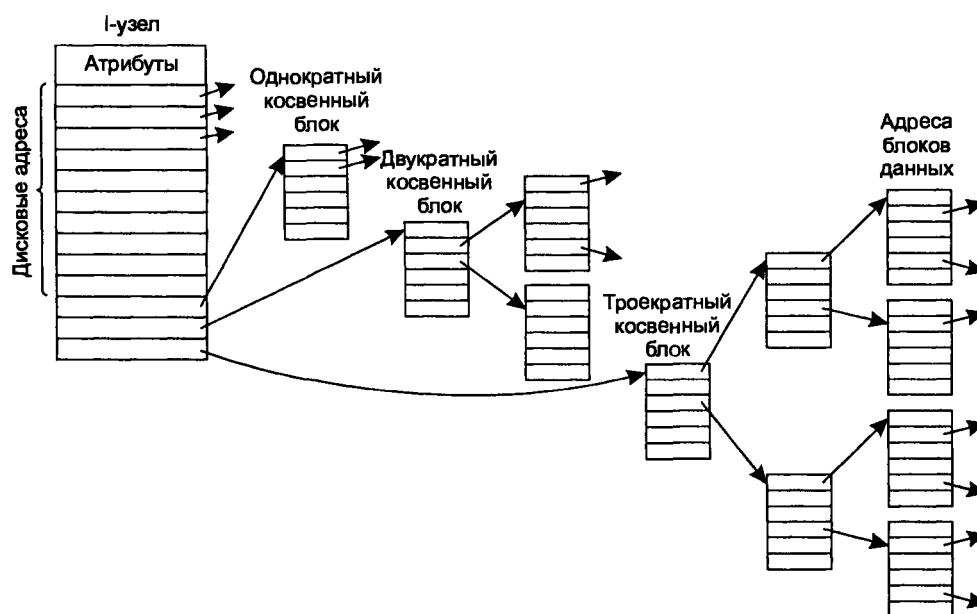 I-узел
Атрибуты
Дисковые адреса
Однократный
косвенный
блок
Двукратный
косвенный
блок
Троекратный
косвенный
блок
Адреса
блоков
данных